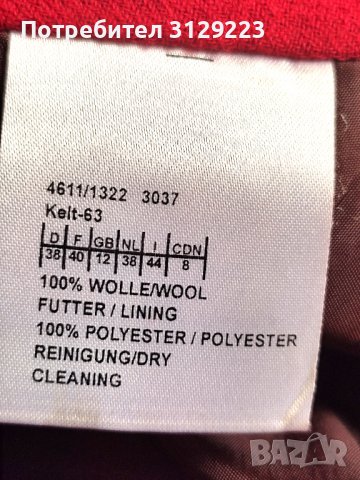 Потребител 3129223
4611/1322 3037
Kelt-63
D F GB NL I CDN
38 40 12 38 44 8
100% WOLLE/WOOL
FUTTER / LINING
100% POLYESTER / POLYESTER
REINIGUNG/DRY
CLEANING
BAZAR